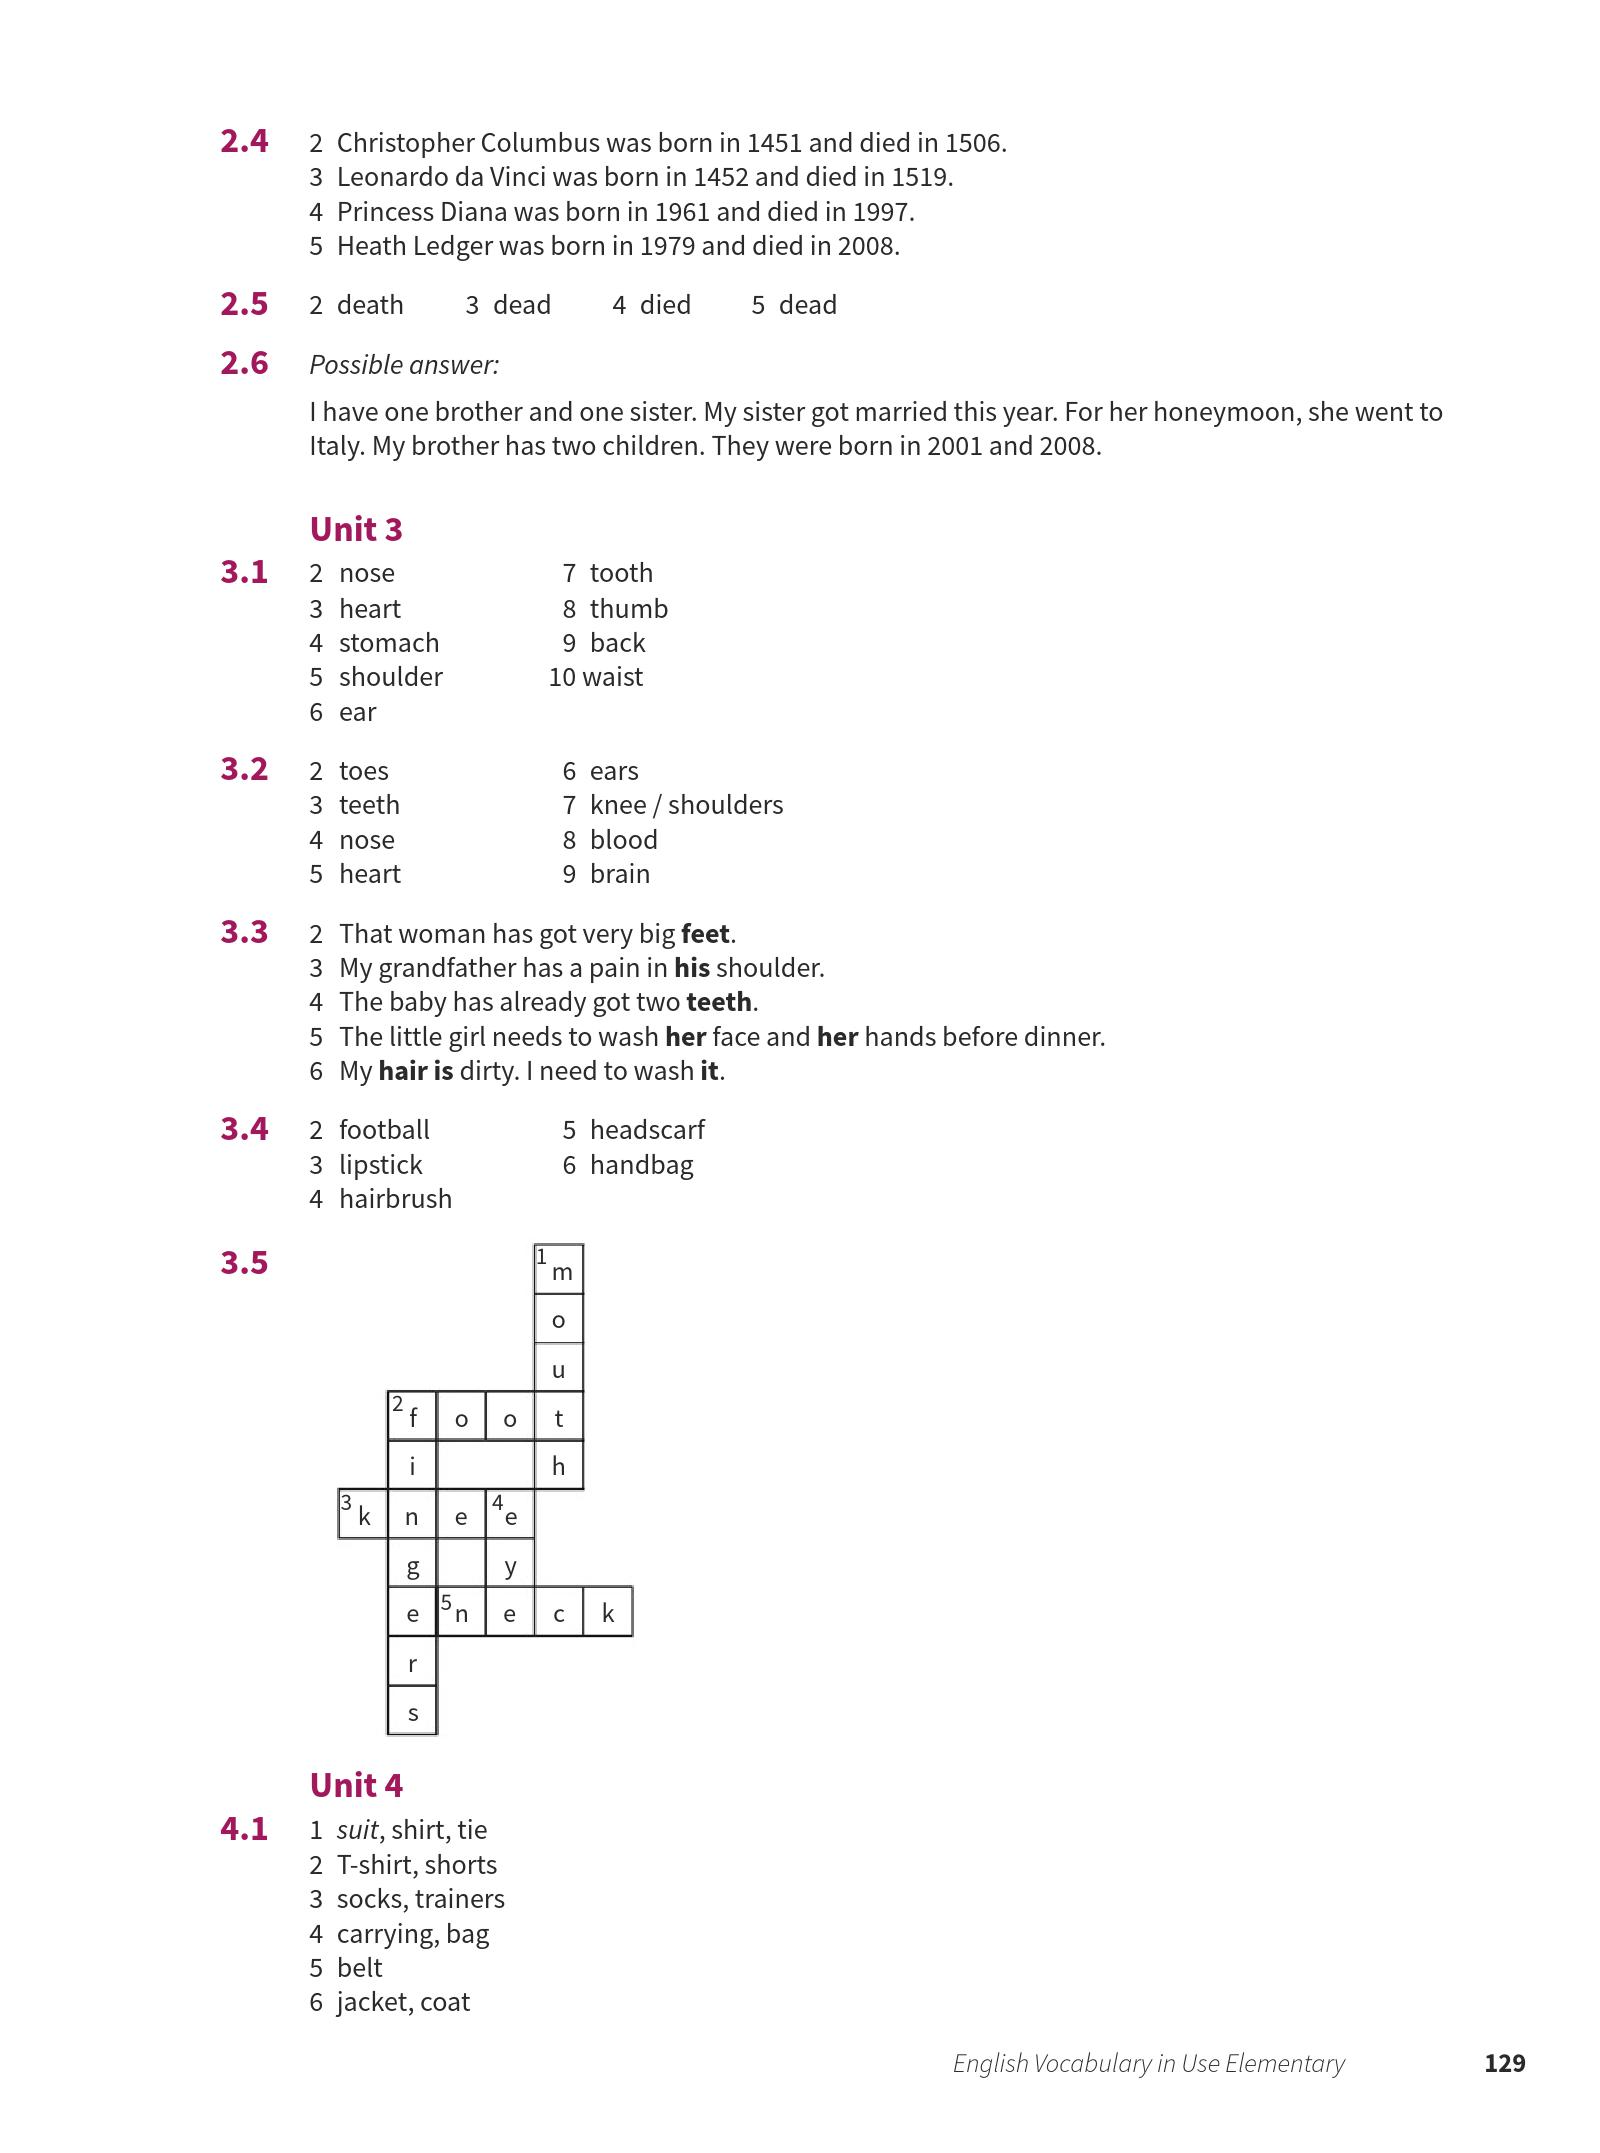 2.4 2 Christopher Columbus was born in 1451 and died in 1506.
3 Leonardo da Vinci was born in 1452 and died in 1519.
4 Princess Diana was born in 1961 and died in 1997.
5 Heath Ledger was born in 1979 and died in 2008.
2.5 2 death 3 dead 4 died 5 dead
2.6 Possible answer:
I have one brother and one sister. My sister got married this year. For her honeymoon, she went to
Italy. My brother has two children. They were born in 2001 and 2008.
Unit 3
3.1 2 nose 7 tooth
3 heart 8 thumb
4 stomach 9 back
5 shoulder 10 waist
6 ear
3.2 2 toes 6 ears
3 teeth 7 knee / shoulders
4 nose 8 blood
5 heart 9 brain
3.3 2 That woman has got very big feet.
3 My grandfather has a pain in his shoulder.
4 The baby has already got two teeth.
5 The little girl needs to wash her face and her hands before dinner.
6 My hair is dirty. I need to wash it.
3.4 2 football 5 headscarf
3 lipstick 6 handbag
4 hairbrush
3.5 1 m
o
u
2 f o o t
i h
3 k n e 4 e
g y
e 5 n e c k
r
s
Unit 4
4.1 1 suit, shirt, tie
2 T-shirt, shorts
3 socks, trainers
4 carrying, bag
5 belt
6 jacket, coat
English Vocabulary in Use Elementary 129